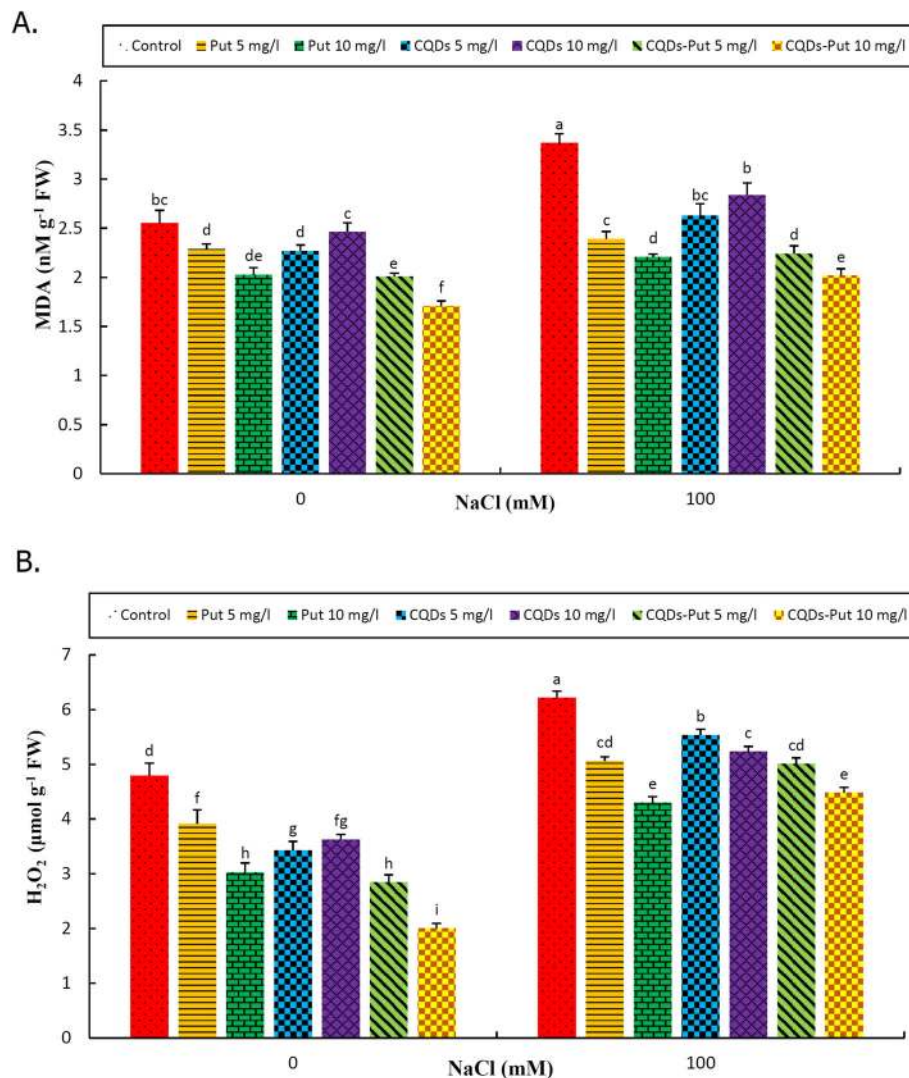 A.
Control Put 5 mg/l Put 10 mg/l CQDs 5 mg/l CQDs 10 mg/l CQDs-Put 5 mg/l CQDs-Put 10 mg/l
MDA (nM g⁻¹ FW)
4
3.5
3
2.5
2
1.5
1
0.5
0
bc d de d c e f
a c d bc b d e
0 100
NaCl (mM)
B.
Control Put 5 mg/l Put 10 mg/l CQDs 5 mg/l CQDs 10 mg/l CQDs-Put 5 mg/l CQDs-Put 10 mg/l
H₂O₂ (µmol g⁻¹ FW)
7
6
5
4
3
2
1
0
d f h g fg h i
a cd e b c cd e
0 100
NaCl (mM)